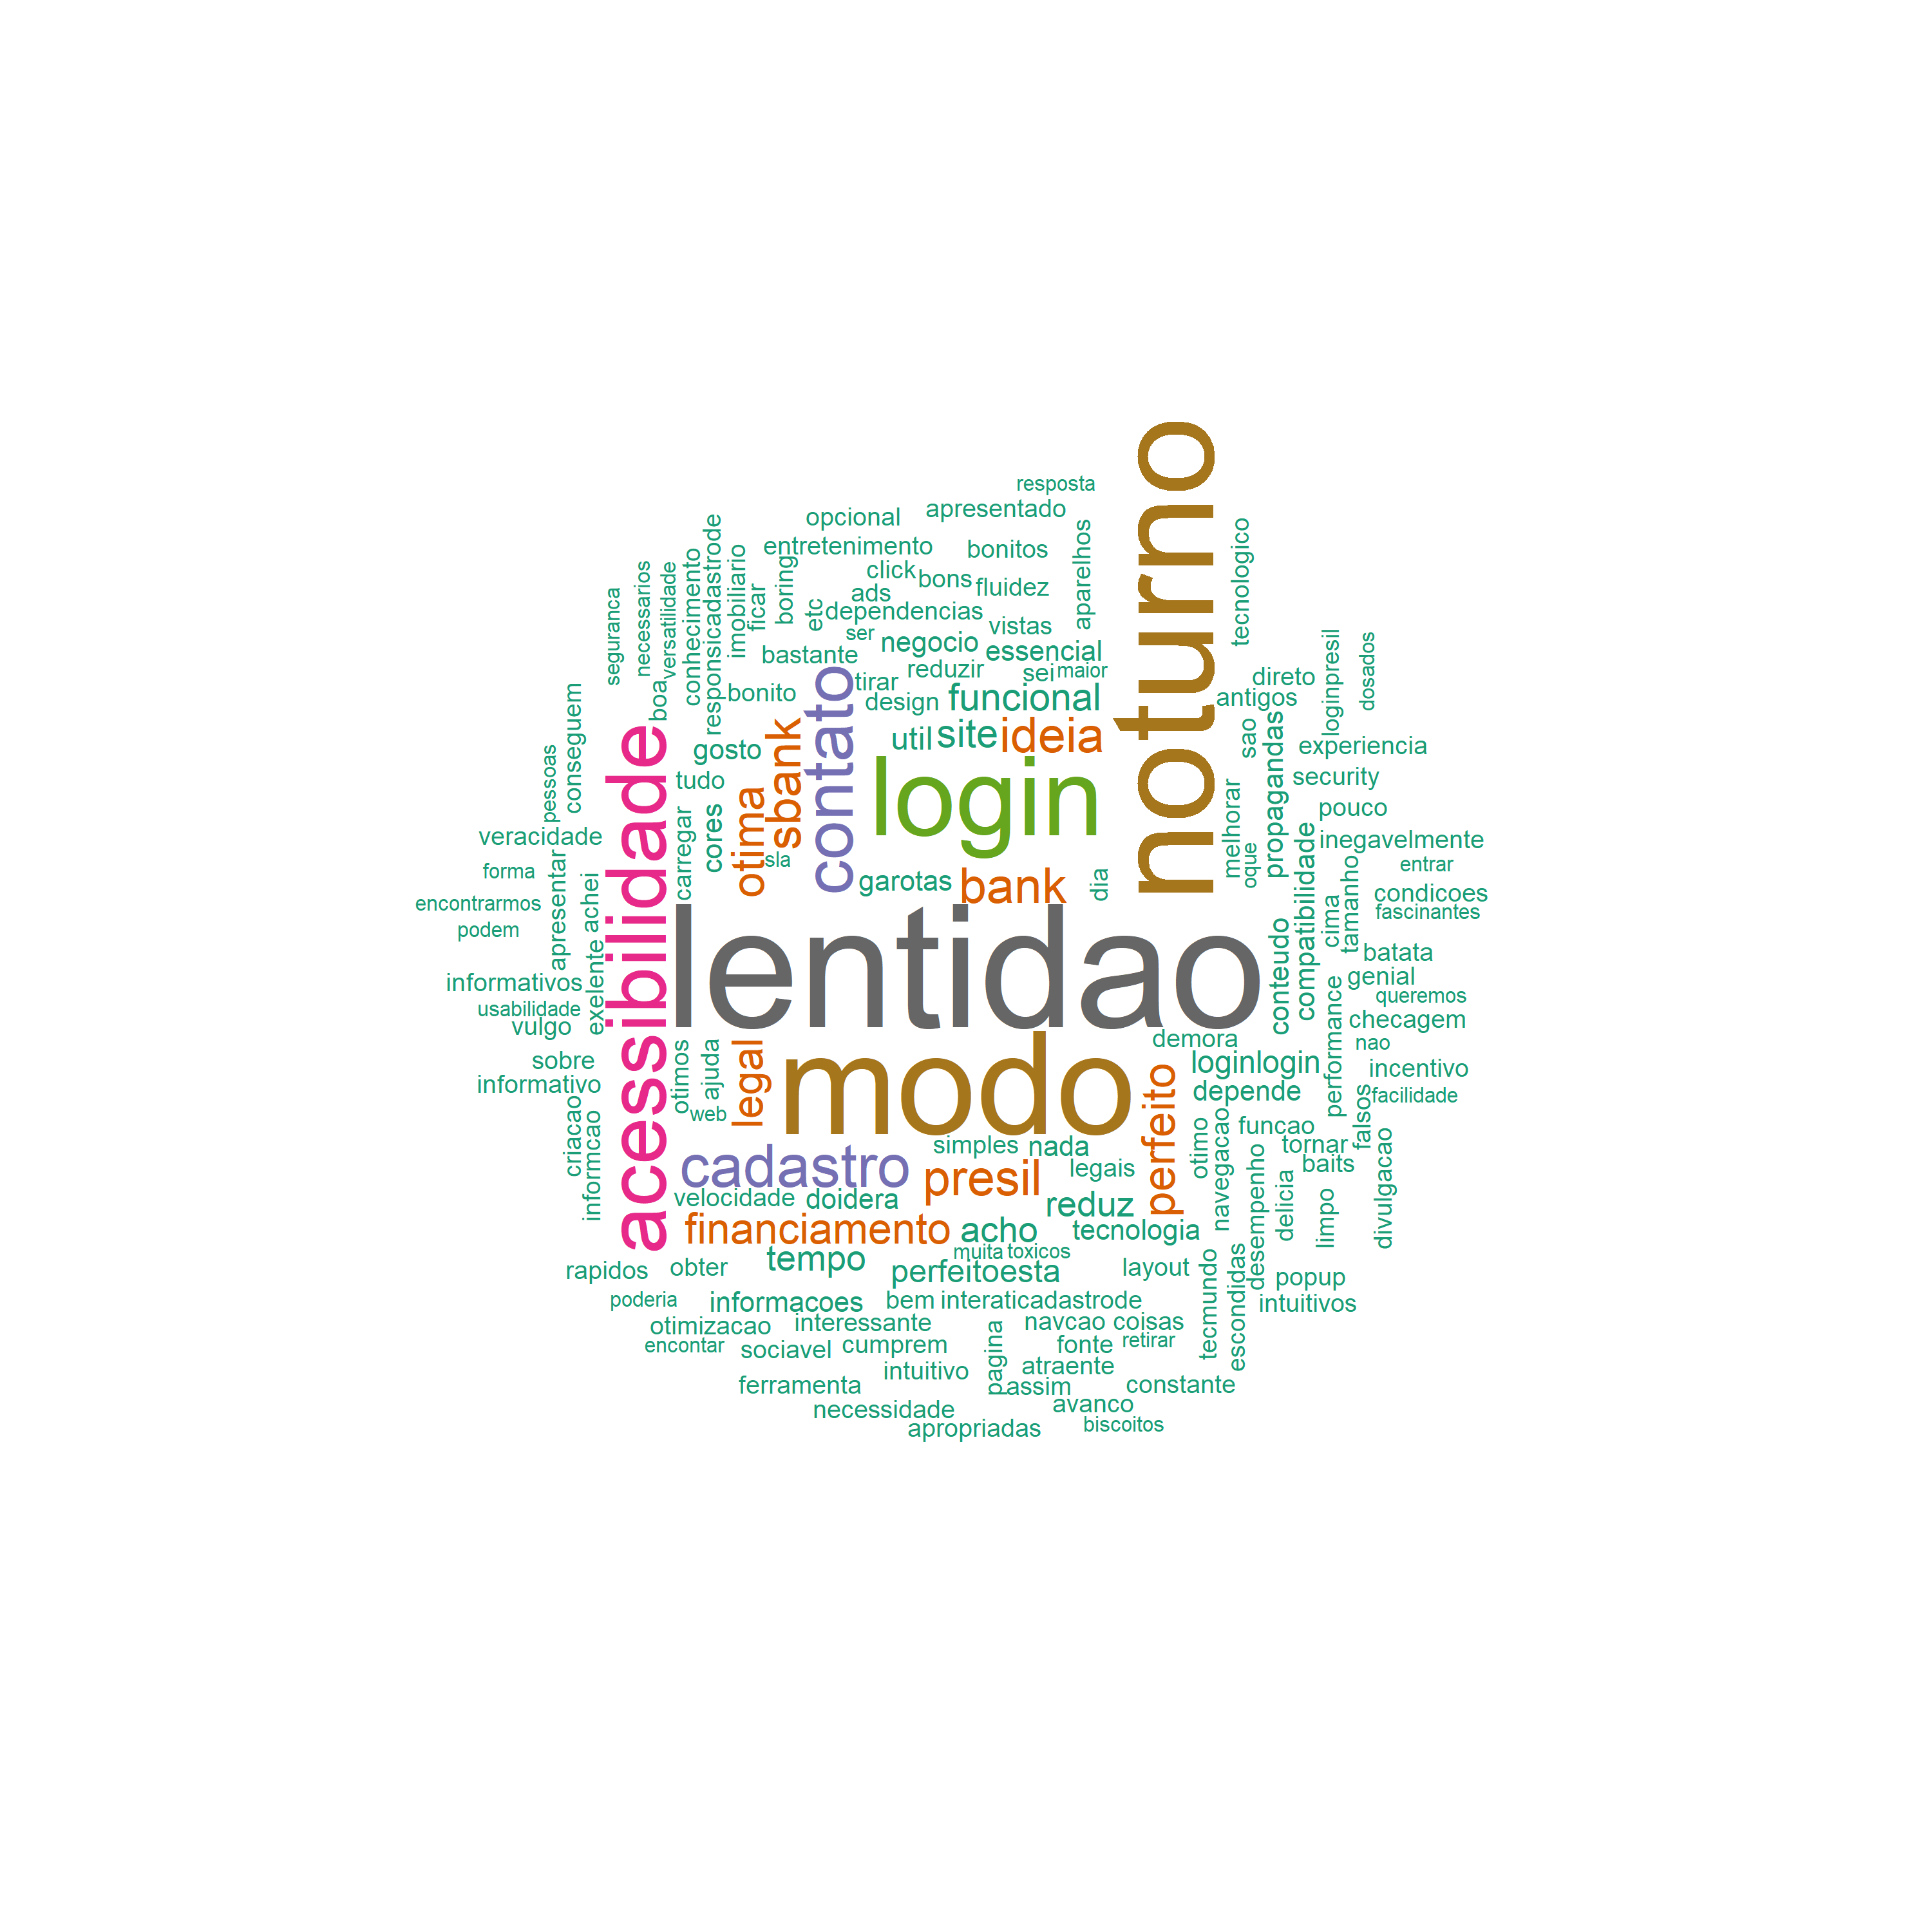 resposta
opcional
apresentado
entretenimento
bonitos
aparelhos
noturno
tecnologico
click
bons
fluidez
ads
dependencias
etc
boring
ficar
imobiliario
responsicadastrode
conhecimento
versatilidade
necessarios
seguranca
ser
vistas
negocio
essencial
bastante
reduzir
sei
maior
tirar
bonito
boa
design
funcional
direto
antigos
loginpresil
dosados
conseguem
contato
sbank
gosto
util
site
ideia
sao
propagandas
experiencia
security
tudo
login
otima
cores
carregar
acessibilidade
pessoas
melhorar
pouco
veracidade
inegavelmente
sla
oque
compatibilidade
forma
entrar
garotas
bank
dia
achei
apresentar
encontrarmos
tamanho
condicoes
fascinantes
cima
podem
lentidao
conteudo
batata
exelente
informativos
genial
queremos
usabilidade
vulgo
checagem
performance
modo
demora
nao
sobre
otimos
ajuda
legal
loginlogin
incentivo
informativo
depende
facilidade
web
perfeito
criacao
informcao
otimo
navegacao
funcao
falsos
simples
nada
tornar
cadastro
presil
legais
baits
divulgacao
velocidade
doidera
reduz
desempenho
delicia
limpo
financiamento
acho
tecnologia
muita
toxicos
tempo
rapidos
obter
perfeitoesta
layout
popup
tecmundo
escondidas
poderia
informacoes
bem
interaticadastrode
intuitivos
otimizacao
interessante
navcao
coisas
encontar
sociavel
cumprem
pagina
fonte
retirar
intuitivo
atraente
ferramenta
assim
constante
necessidade
avanco
apropriadas
biscoitos